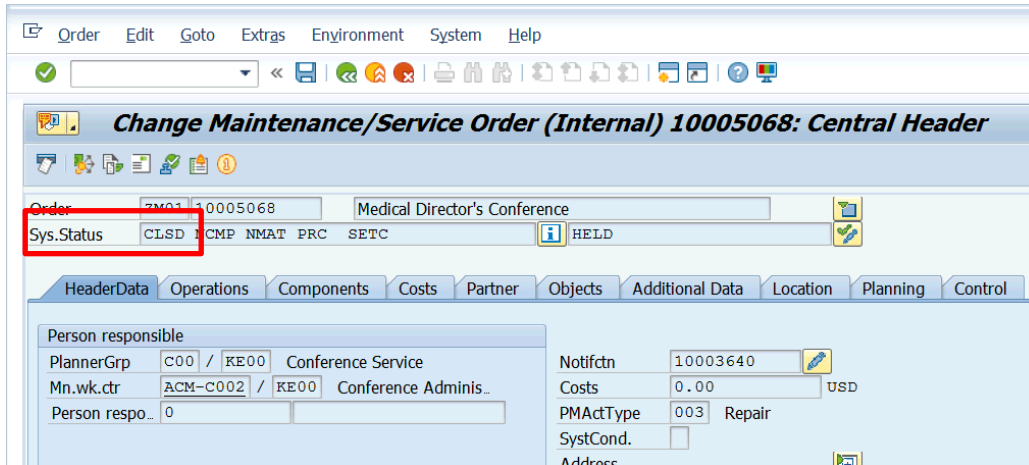 Order Edit Goto Extras Environment System Help
Change Maintenance/Service Order (Internal) 10005068: Central Header
Order ZM01 10005068 Medical Director's Conference
Sys.Status CLSD NCMP NMAT PRC SETC HELD
HeaderData Operations Components Costs Partner Objects Additional Data Location Planning Control
Person responsible
PlannerGrp C00 / KE00 Conference Service
Notifctn 10003640
Mn.wk.ctr ACM-C002 / KE00 Conference Adminis…
Costs 0.00 USD
Person respo… 0
PMActType 003 Repair
SystCond.
Address